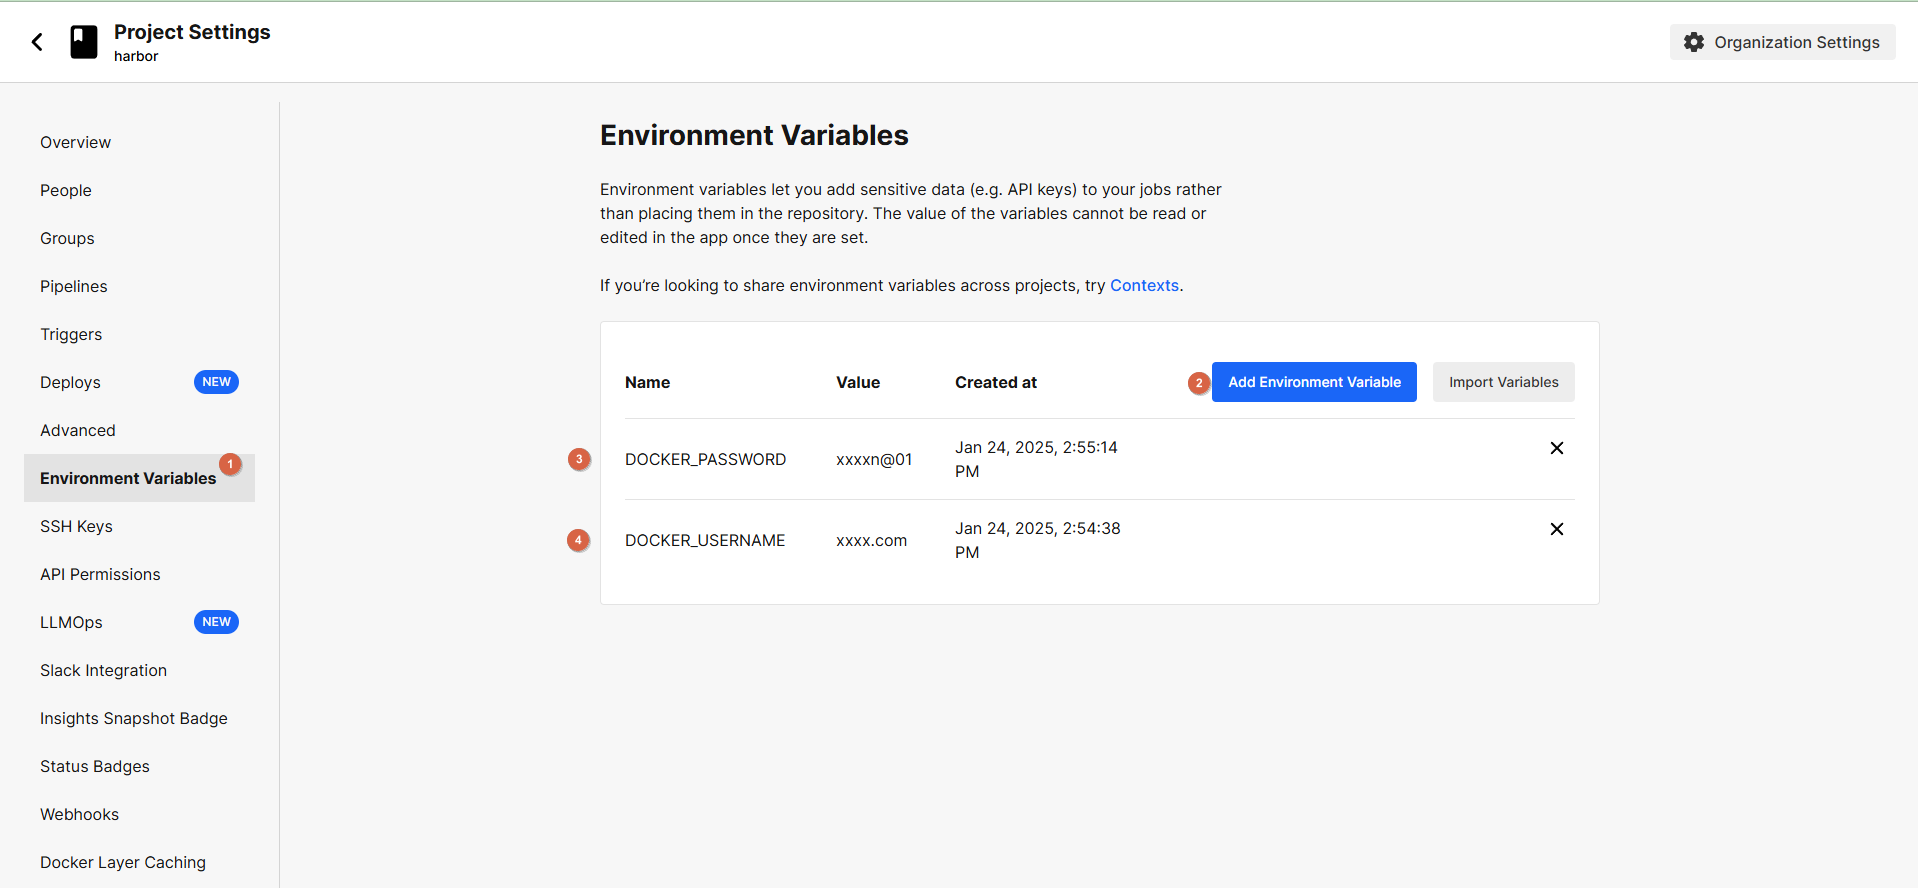 Project Settings
harbor
Organization Settings
Overview
People
Groups
Pipelines
Triggers
Deploys NEW
Advanced
Environment Variables 1
SSH Keys
API Permissions
LLMOps NEW
Slack Integration
Insights Snapshot Badge
Status Badges
Webhooks
Docker Layer Caching
Environment Variables
Environment variables let you add sensitive data (e.g. API keys) to your jobs rather
than placing them in the repository. The value of the variables cannot be read or
edited in the app once they are set.
If you’re looking to share environment variables across projects, try Contexts.
Name Value Created at 2 Add Environment Variable Import Variables
3 DOCKER_PASSWORD xxxxn@01 Jan 24, 2025, 2:55:14
PM
4 DOCKER_USERNAME xxxx.com Jan 24, 2025, 2:54:38
PM